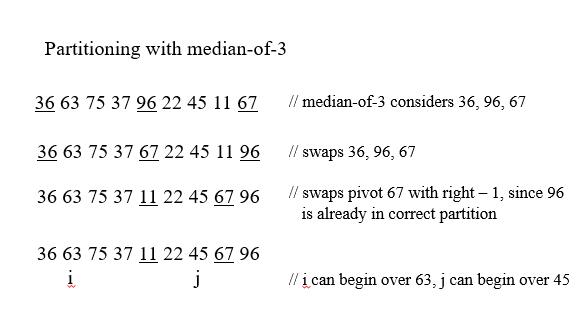 Partitioning with median-of-3
36 63 75 37 96 22 45 11 67 // median-of-3 considers 36, 96, 67
36 63 75 37 67 22 45 11 96 // swaps 36, 96, 67
36 63 75 37 11 22 45 67 96 // swaps pivot 67 with right – 1, since 96
is already in correct partition
36 63 75 37 11 22 45 67 96
i j // i can begin over 63, j can begin over 45